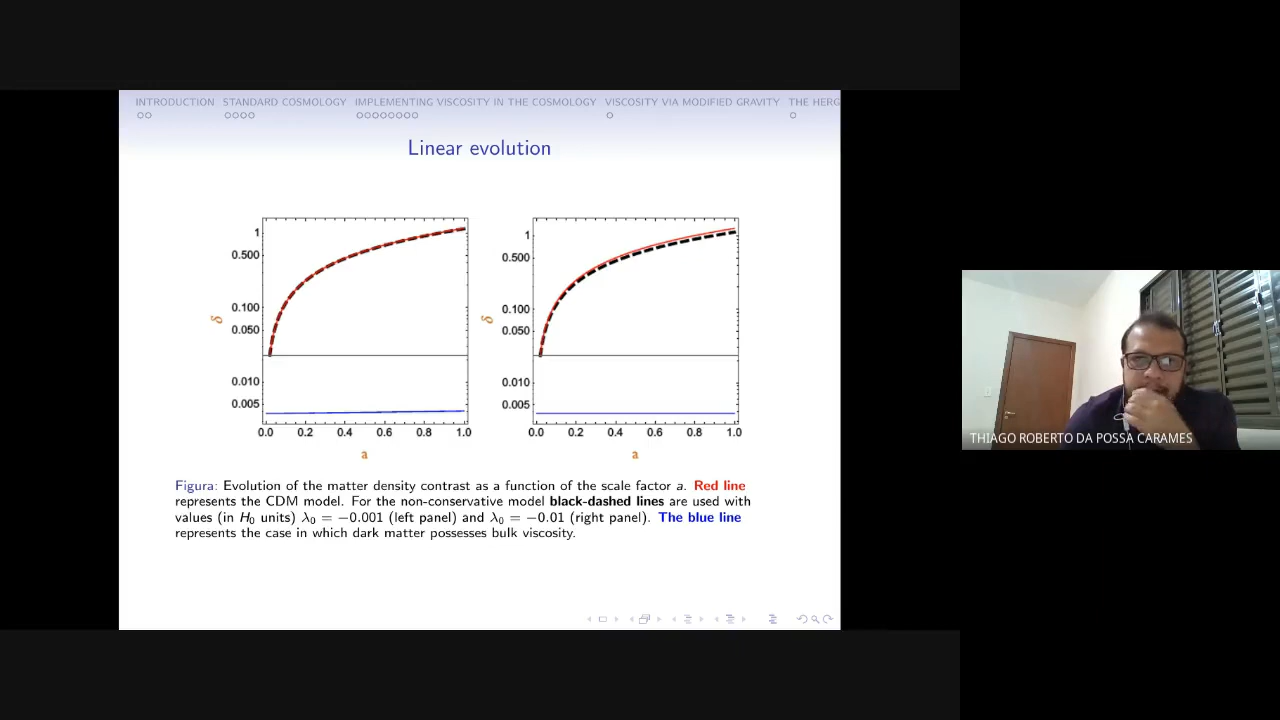 INTRODUCTION STANDARD COSMOLOGY IMPLEMENTING VISCOSITY IN THE COSMOLOGY VISCOSITY VIA MODIFIED GRAVITY THE HERG
Linear evolution
1
0.500
0.100
0.050
0.010
0.005
δ
0.0 0.2 0.4 0.6 0.8 1.0
a
1
0.500
0.100
0.050
0.010
0.005
δ
0.0 0.2 0.4 0.6 0.8 1.0
a
Figura: Evolution of the matter density contrast as a function of the scale factor a. Red line
represents the CDM model. For the non-conservative model black-dashed lines are used with
values (in H₀ units) λ₀ = −0.001 (left panel) and λ₀ = −0.01 (right panel). The blue line
represents the case in which dark matter possesses bulk viscosity.
THIAGO ROBERTO DA POSSA CARAMES